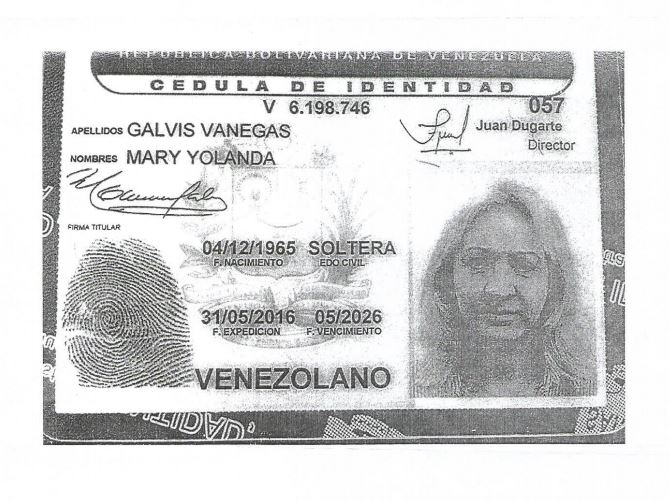 REPUBLICA BOLIVARIANA DE VENEZUELA
CEDULA DE IDENTIDAD
V 6.198.746
057
APELLIDOS GALVIS VANEGAS
Juan Dugarte
Director
NOMBRES MARY YOLANDA
FIRMA TITULAR
04/12/1965 SOLTERA
F. NACIMIENTO EDO CIVIL
31/05/2016 05/2026
F. EXPEDICION F. VENCIMIENTO
VENEZOLANO